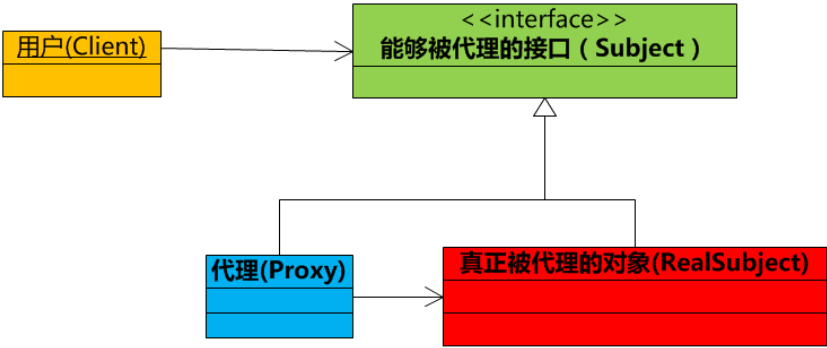 <<interface>>
用户(Client)
能够被代理的接口（Subject）
代理(Proxy)
真正被代理的对象(RealSubject)